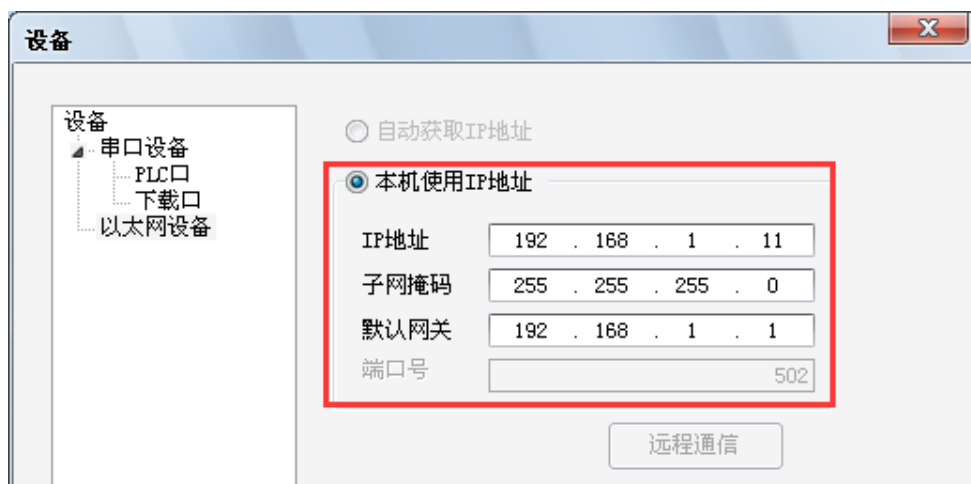 设备
设备
串口设备
PLC口
下载口
以太网设备
自动获取IP地址
本机使用IP地址
IP地址 192 . 168 . 1 . 11
子网掩码 255 . 255 . 255 . 0
默认网关 192 . 168 . 1 . 1
端口号 502
远程通信